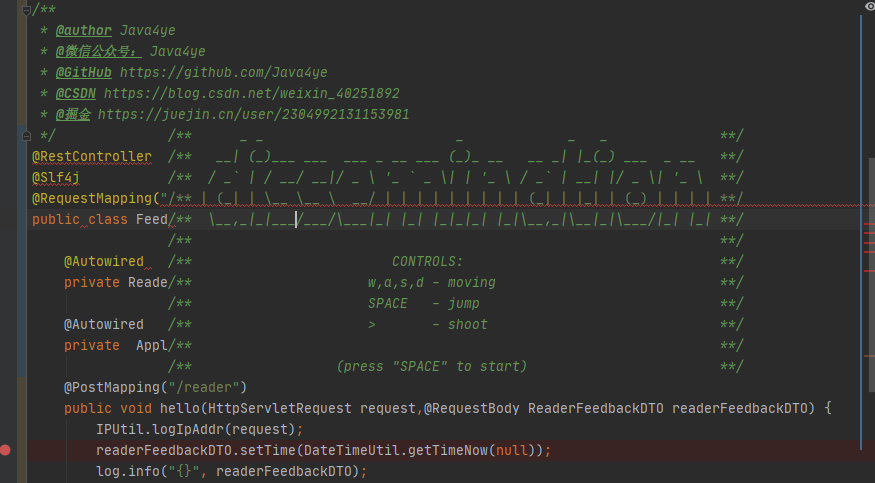 /**
 * @author Java4ye
 * @微信公众号： Java4ye
 * @GitHub https://github.com/Java4ye
 * @CSDN https://blog.csdn.net/weixin_40251892
 * @掘金 https://juejin.cn/user/2304992131153981
 */              /**      _ _                        _             _   _              **/
@RestController  /**   __| (_)___ ___  ___ _ __ ___ (_)_ __   __ _| |_(_) ___  _ __   **/
@Slf4j           /**  / _` | / __/ __|/ _ \ '_ ` _ \| | '_ \ / _` | __| |/ _ \| '_ \  **/
@RequestMapping("/** | (_| | \__ \__ \  __/ | | | | | | | | | (_| | |_| | (_) | | | | **/
public class Feed/**  \__,_|_|___/___/\___|_| |_| |_|_|_| |_|\__,_|\__|_|\___/|_| |_| **/
                 /**                                                                  **/
    @Autowired   /**                         CONTROLS:                                **/
    private Reade/**                      w,a,s,d - moving                            **/
                 /**                      SPACE   - jump                              **/
    @Autowired   /**                      >       - shoot                             **/
    private  Appl/**                                                                  **/
                 /**                  (press "SPACE" to start)                        **/
    @PostMapping("/reader")
    public void hello(HttpServletRequest request,@RequestBody ReaderFeedbackDTO readerFeedbackDTO) {
        IPUtil.logIpAddr(request);
        readerFeedbackDTO.setTime(DateTimeUtil.getTimeNow(null));
        log.info("{}", readerFeedbackDTO);